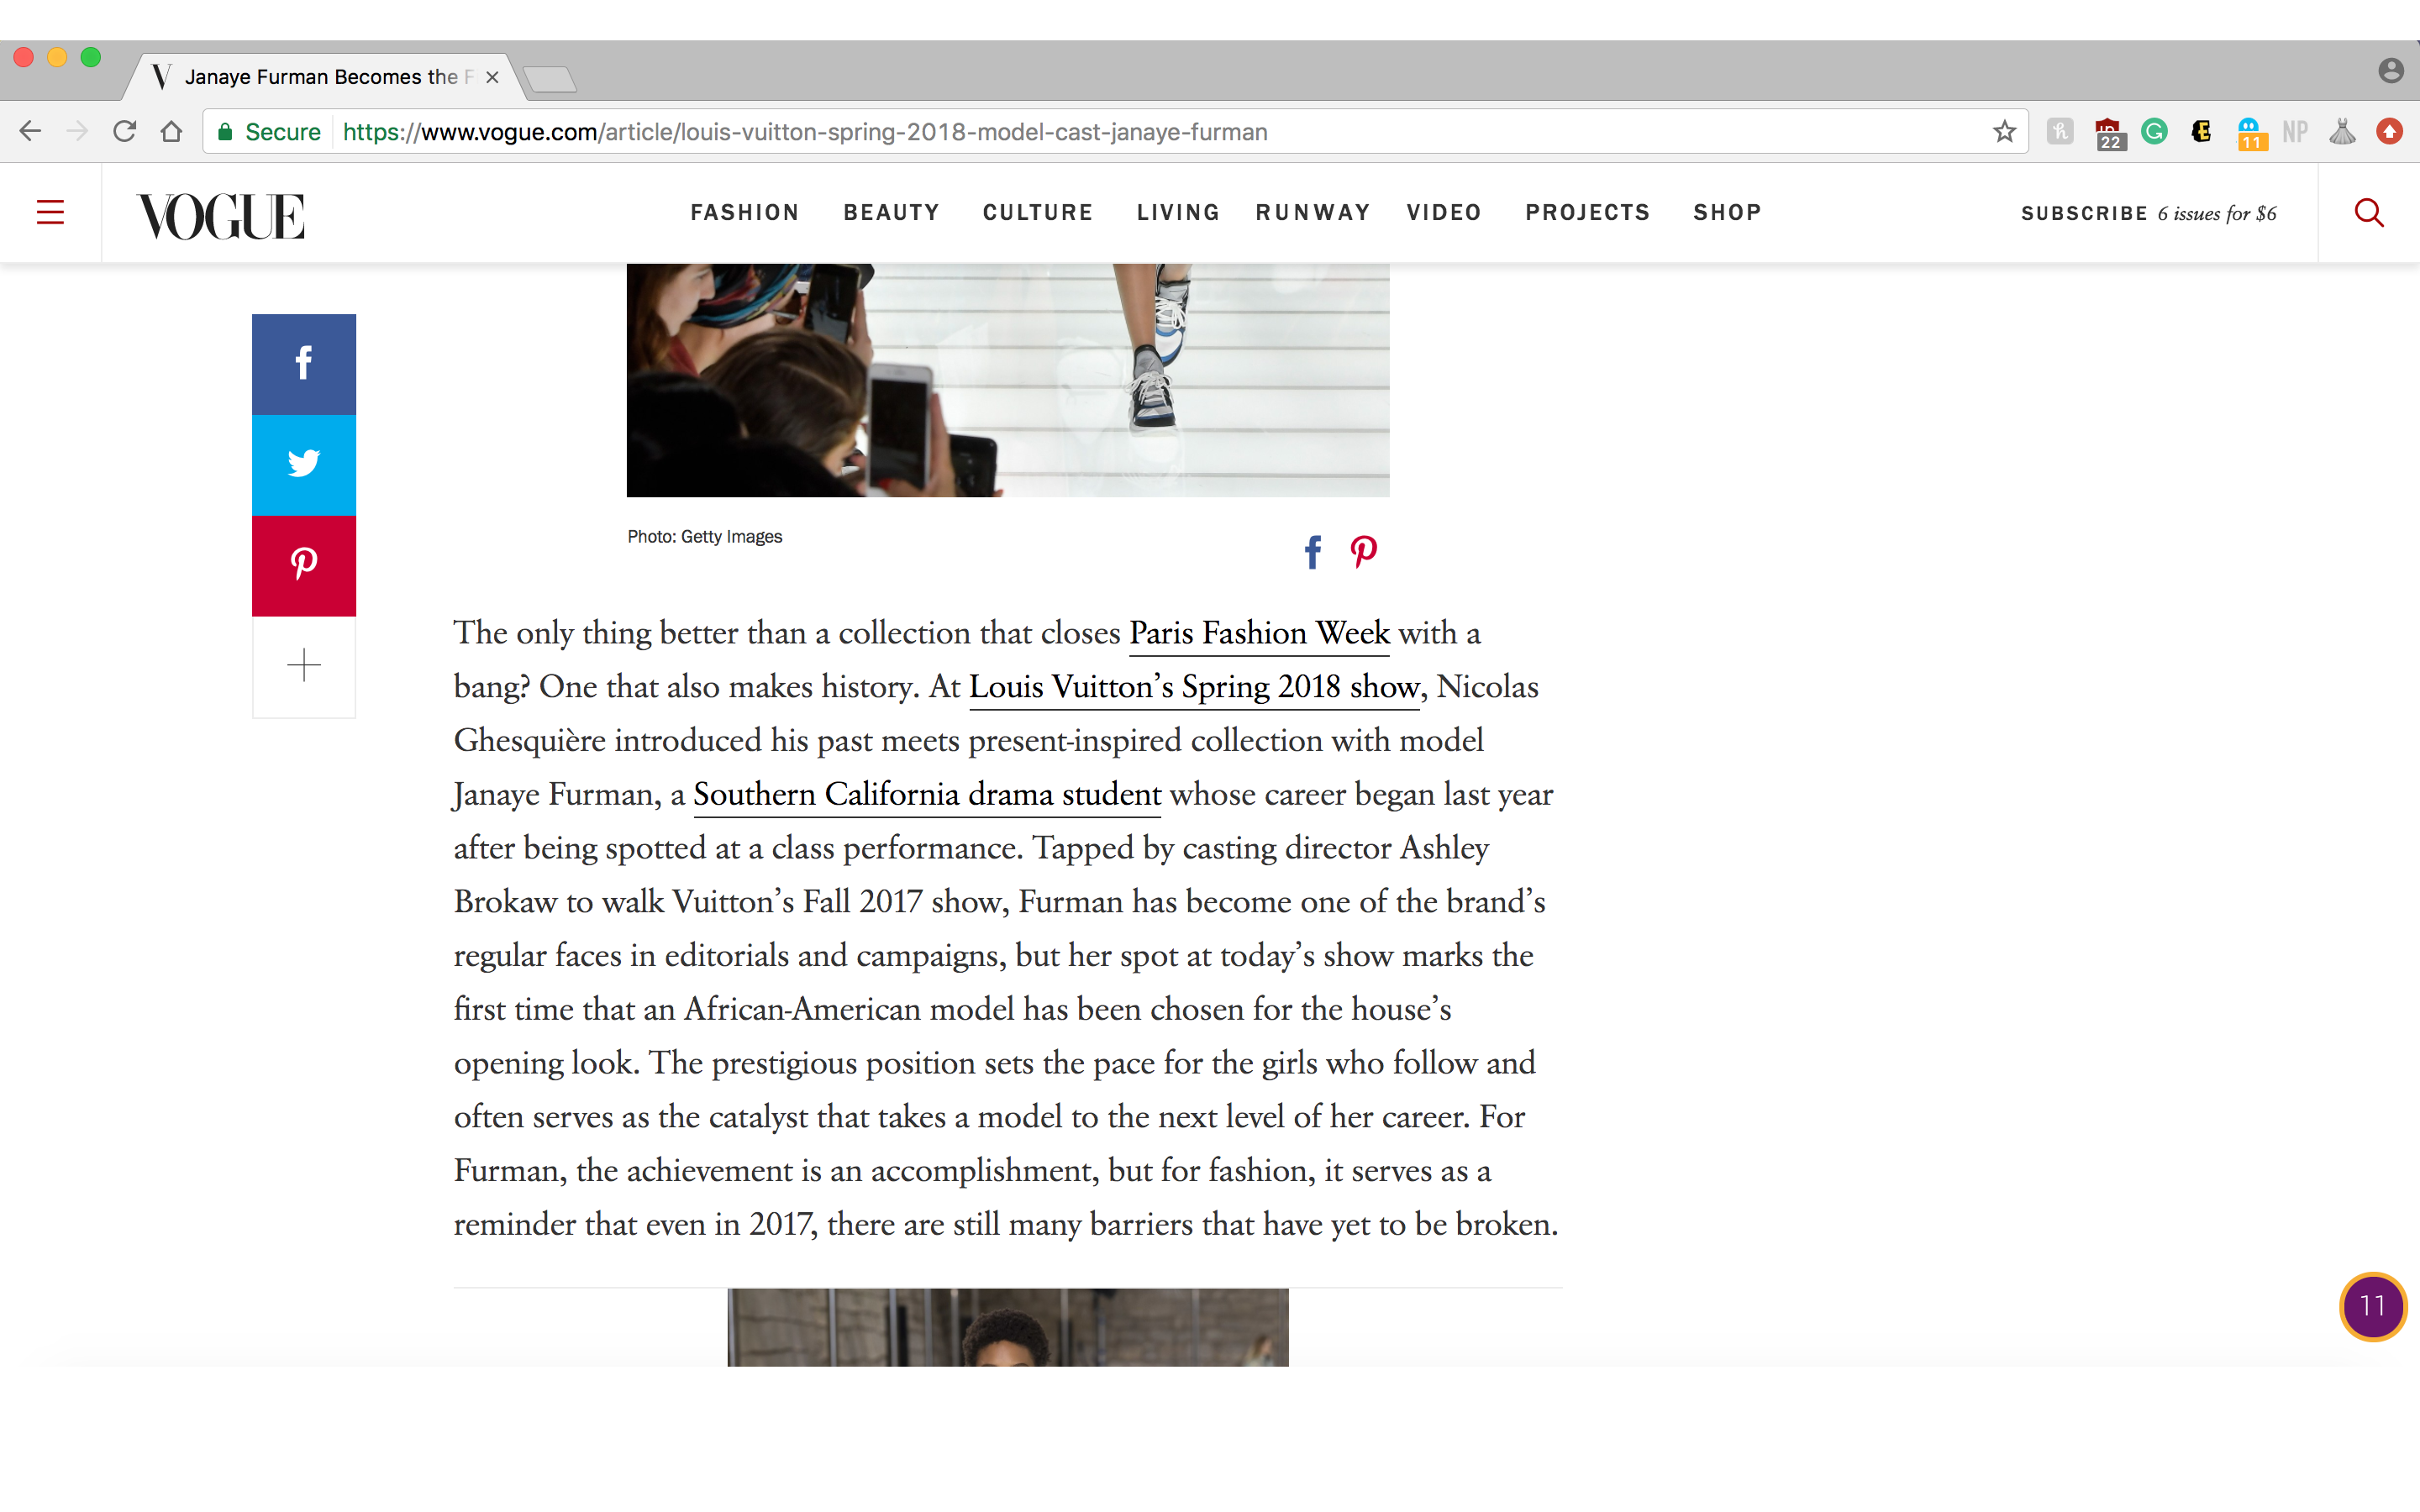 Janaye Furman Becomes the F
Secure https://www.vogue.com/article/louis-vuitton-spring-2018-model-cast-janaye-furman
22
11
NP
VOGUE
FASHION BEAUTY CULTURE LIVING RUNWAY VIDEO PROJECTS SHOP
SUBSCRIBE 6 issues for $6
Photo: Getty Images
The only thing better than a collection that closes Paris Fashion Week with a
bang? One that also makes history. At Louis Vuitton’s Spring 2018 show, Nicolas
Ghesquière introduced his past meets present-inspired collection with model
Janaye Furman, a Southern California drama student whose career began last year
after being spotted at a class performance. Tapped by casting director Ashley
Brokaw to walk Vuitton’s Fall 2017 show, Furman has become one of the brand’s
regular faces in editorials and campaigns, but her spot at today’s show marks the
first time that an African-American model has been chosen for the house’s
opening look. The prestigious position sets the pace for the girls who follow and
often serves as the catalyst that takes a model to the next level of her career. For
Furman, the achievement is an accomplishment, but for fashion, it serves as a
reminder that even in 2017, there are still many barriers that have yet to be broken.
11